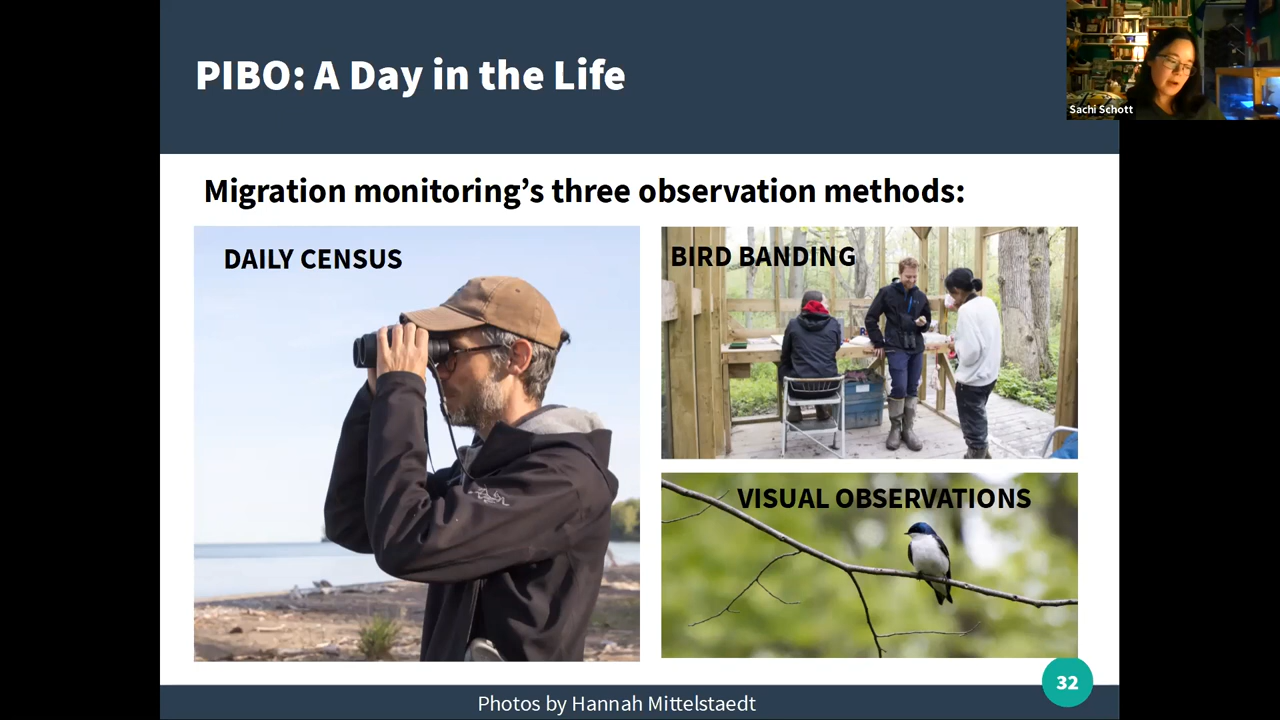 PIBO: A Day in the Life
Sachi Schott
Migration monitoring’s three observation methods:
DAILY CENSUS
BIRD BANDING
VISUAL OBSERVATIONS
Photos by Hannah Mittelstaedt
32